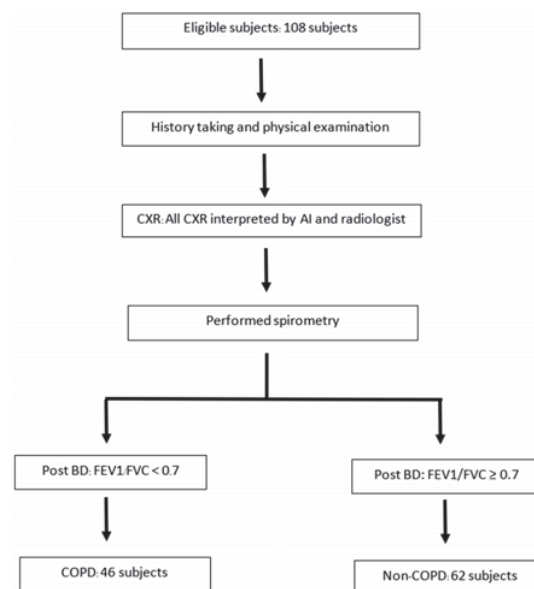 Eligible subjects: 108 subjects
History taking and physical examination
CXR: All CXR interpreted by AI and radiologist
Performed spirometry
Post BD: FEV1/FVC < 0.7
Post BD: FEV1/FVC ≥ 0.7
COPD: 46 subjects
Non-COPD: 62 subjects